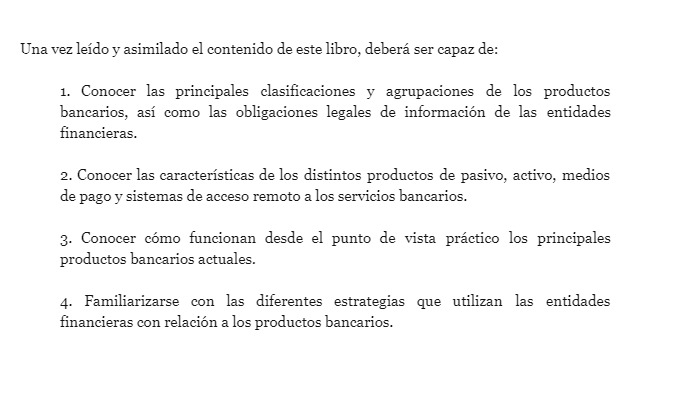 Una vez leído y asimilado el contenido de este libro, deberá ser capaz de:
1. Conocer las principales clasificaciones y agrupaciones de los productos
bancarios, así como las obligaciones legales de información de las entidades
financieras.
2. Conocer las características de los distintos productos de pasivo, activo, medios
de pago y sistemas de acceso remoto a los servicios bancarios.
3. Conocer cómo funcionan desde el punto de vista práctico los principales
productos bancarios actuales.
4. Familiarizarse con las diferentes estrategias que utilizan las entidades
financieras con relación a los productos bancarios.